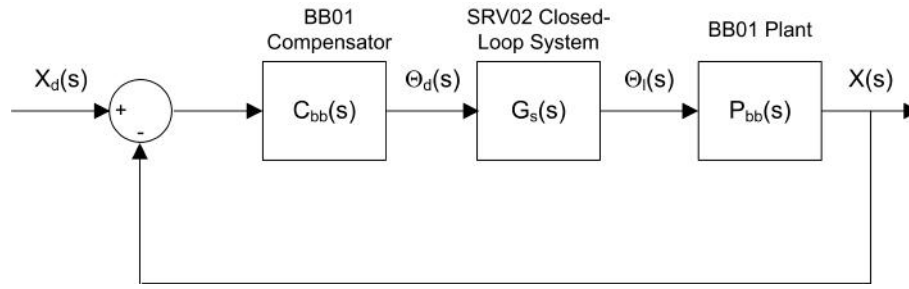 BB01
Compensator
SRV02 Closed-
Loop System
BB01 Plant
X_d(s)
+
-
C_bb(s)
Θ_d(s)
G_s(s)
Θ_l(s)
P_bb(s)
X(s)